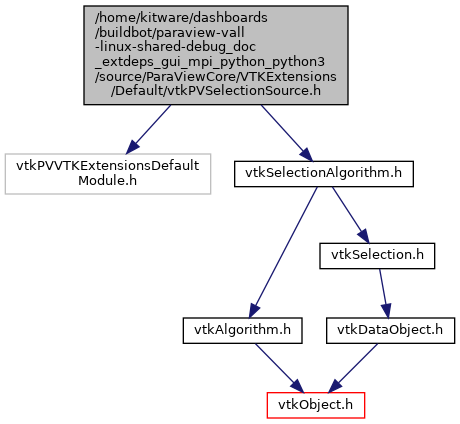 /home/kitware/dashboards
/buildbot/paraview-vall
-linux-shared-debug_doc
_extdeps_gui_mpi_python_python3
/source/ParaViewCore/VTKExtensions
/Default/vtkPVSelectionSource.h
vtkPVVTKExtensionsDefault
Module.h
vtkSelectionAlgorithm.h
vtkSelection.h
vtkAlgorithm.h
vtkDataObject.h
vtkObject.h